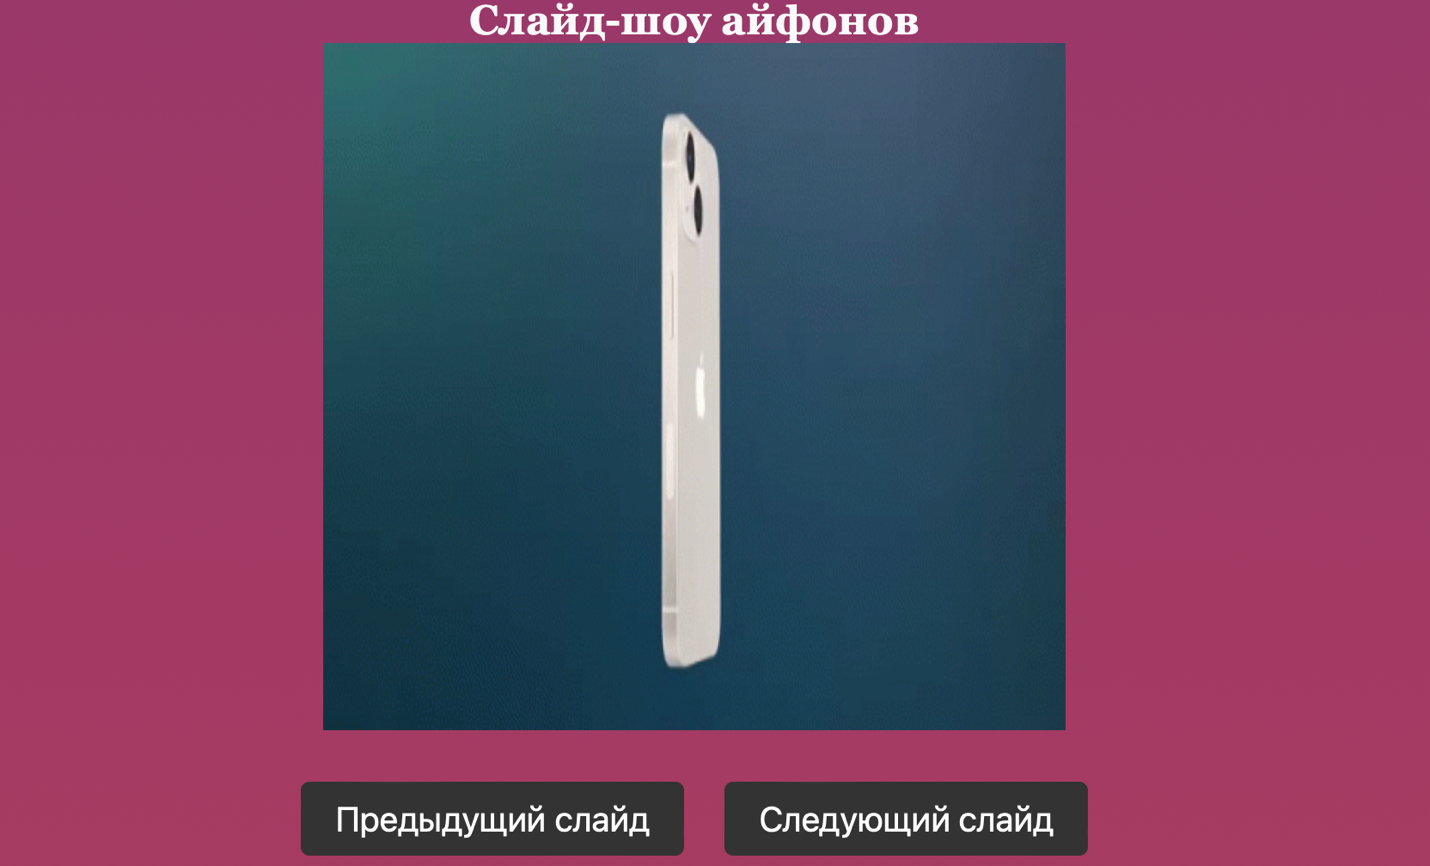 Слайд-шоу айфонов
Предыдущий слайд
Следующий слайд